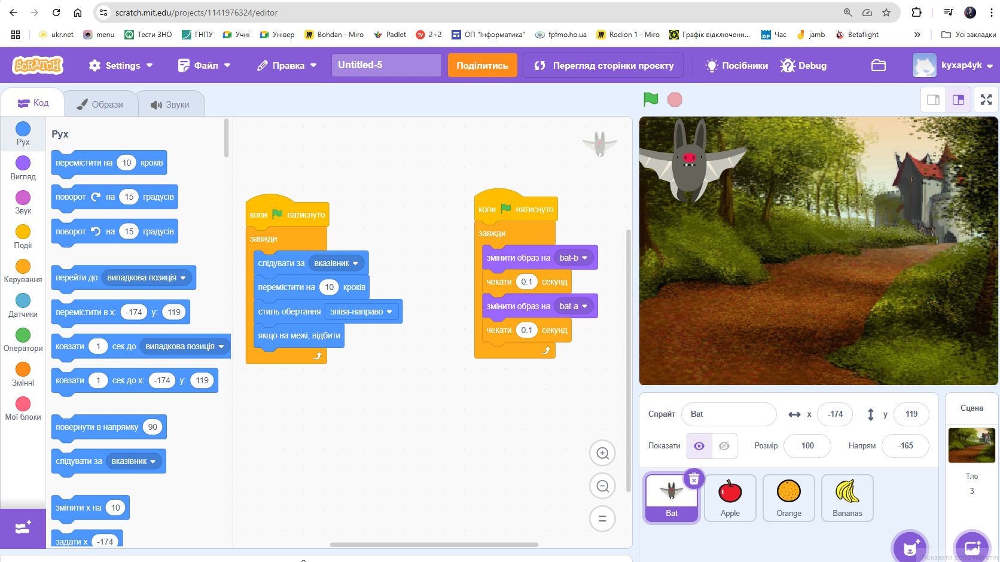 scratch.mit.edu/projects/1141976324/editor
ukr.net
menu
Тести ЗНО
ГНПУ
Учні
Універ
Bohdan - Miro
Padlet
2+2
ОП "Інформатика"
fpfmo.ho.ua
Rodion 1 - Miro
Графік відключенн...
Час
jamb
Betaflight
Усі закладки
SCRATCH
Settings
Файл
Правка
Untitled-5
Поділитись
Перегляд сторінки проєкту
Посібники
Debug
kyxap4yk
Код
Образи
Звуки
Рух
Вигляд
Звук
Події
Керування
Датчики
Оператори
Змінні
Мої блоки
Рух
перемістити на 10 кроків
поворот на 15 градусів
поворот на 15 градусів
перейти до випадкова позиція
перемістити в x: -174 y: 119
ковзати 1 сек до випадкова позиція
ковзати 1 сек до x: -174 y: 119
повернути в напрямку 90
слідувати за вказівник
змінити x на 10
задати x -174
коли натиснуто
завжди
слідувати за вказівник
перемістити на 10 кроків
стиль обертання зліва-направо
якщо на межі, відбити
коли натиснуто
завжди
змінити образ на bat-b
чекати 0.1 секунд
змінити образ на bat-a
чекати 0.1 секунд
Спрайт Bat x -174 y 119
Показати Розмір 100 Напрям -165
Bat
Apple
Orange
Bananas
Сцена
Тло
3
Показати робочий стіл